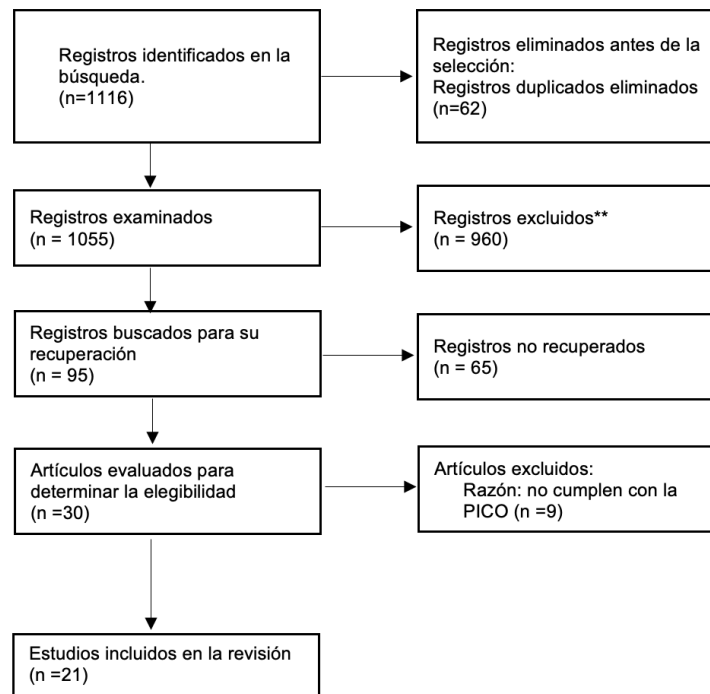 Registros identificados en la
búsqueda.
(n=1116)
Registros eliminados antes de la
selección:
Registros duplicados eliminados
(n=62)
Registros examinados
(n = 1055)
Registros excluidos**
(n = 960)
Registros buscados para su
recuperación
(n = 95)
Registros no recuperados
(n = 65)
Artículos evaluados para
determinar la elegibilidad
(n =30)
Artículos excluidos:
Razón: no cumplen con la
PICO (n =9)
Estudios incluidos en la revisión
(n =21)